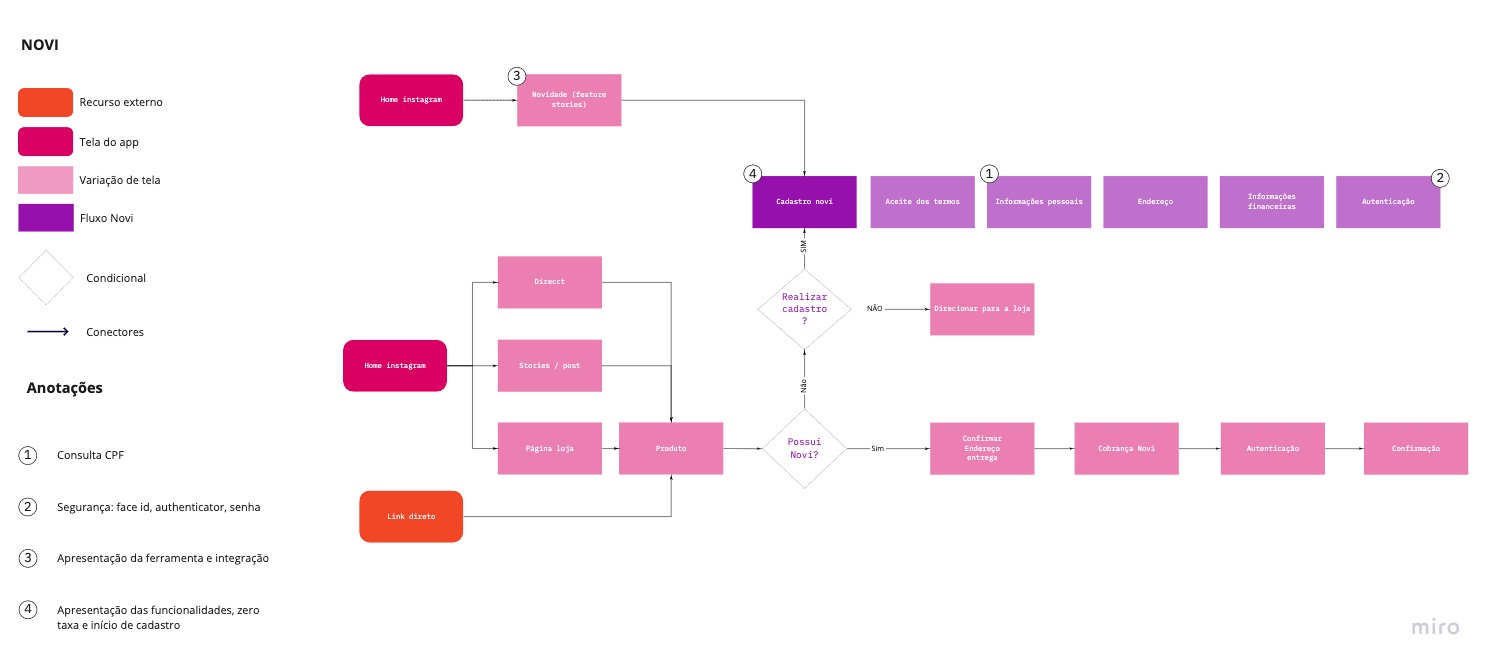 NOVI
Recurso externo
Tela do app
Variação de tela
Fluxo Novi
Condicional
Conectores
Anotações
1
Consulta CPF
2
Segurança: face id, authenticator, senha
3
Apresentação da ferramenta e integração
4
Apresentação das funcionalidades, zero
taxa e início de cadastro
Home instagram
3
Novidade (feature
stories)
4
Cadastro novi
Aceite dos termos
1
Informações pessoais
Endereço
Informações
financeiras
2
Autenticação
SIM
Realizar
cadastro
?
NÃO
Direcionar para a loja
Não
Direcct
Home instagram
Stories / post
Página loja
Produto
Possui
Novi?
Sim
Confirmar
Endereço
entrega
Cobrança Novi
Autenticação
Confirmação
Link direto
miro